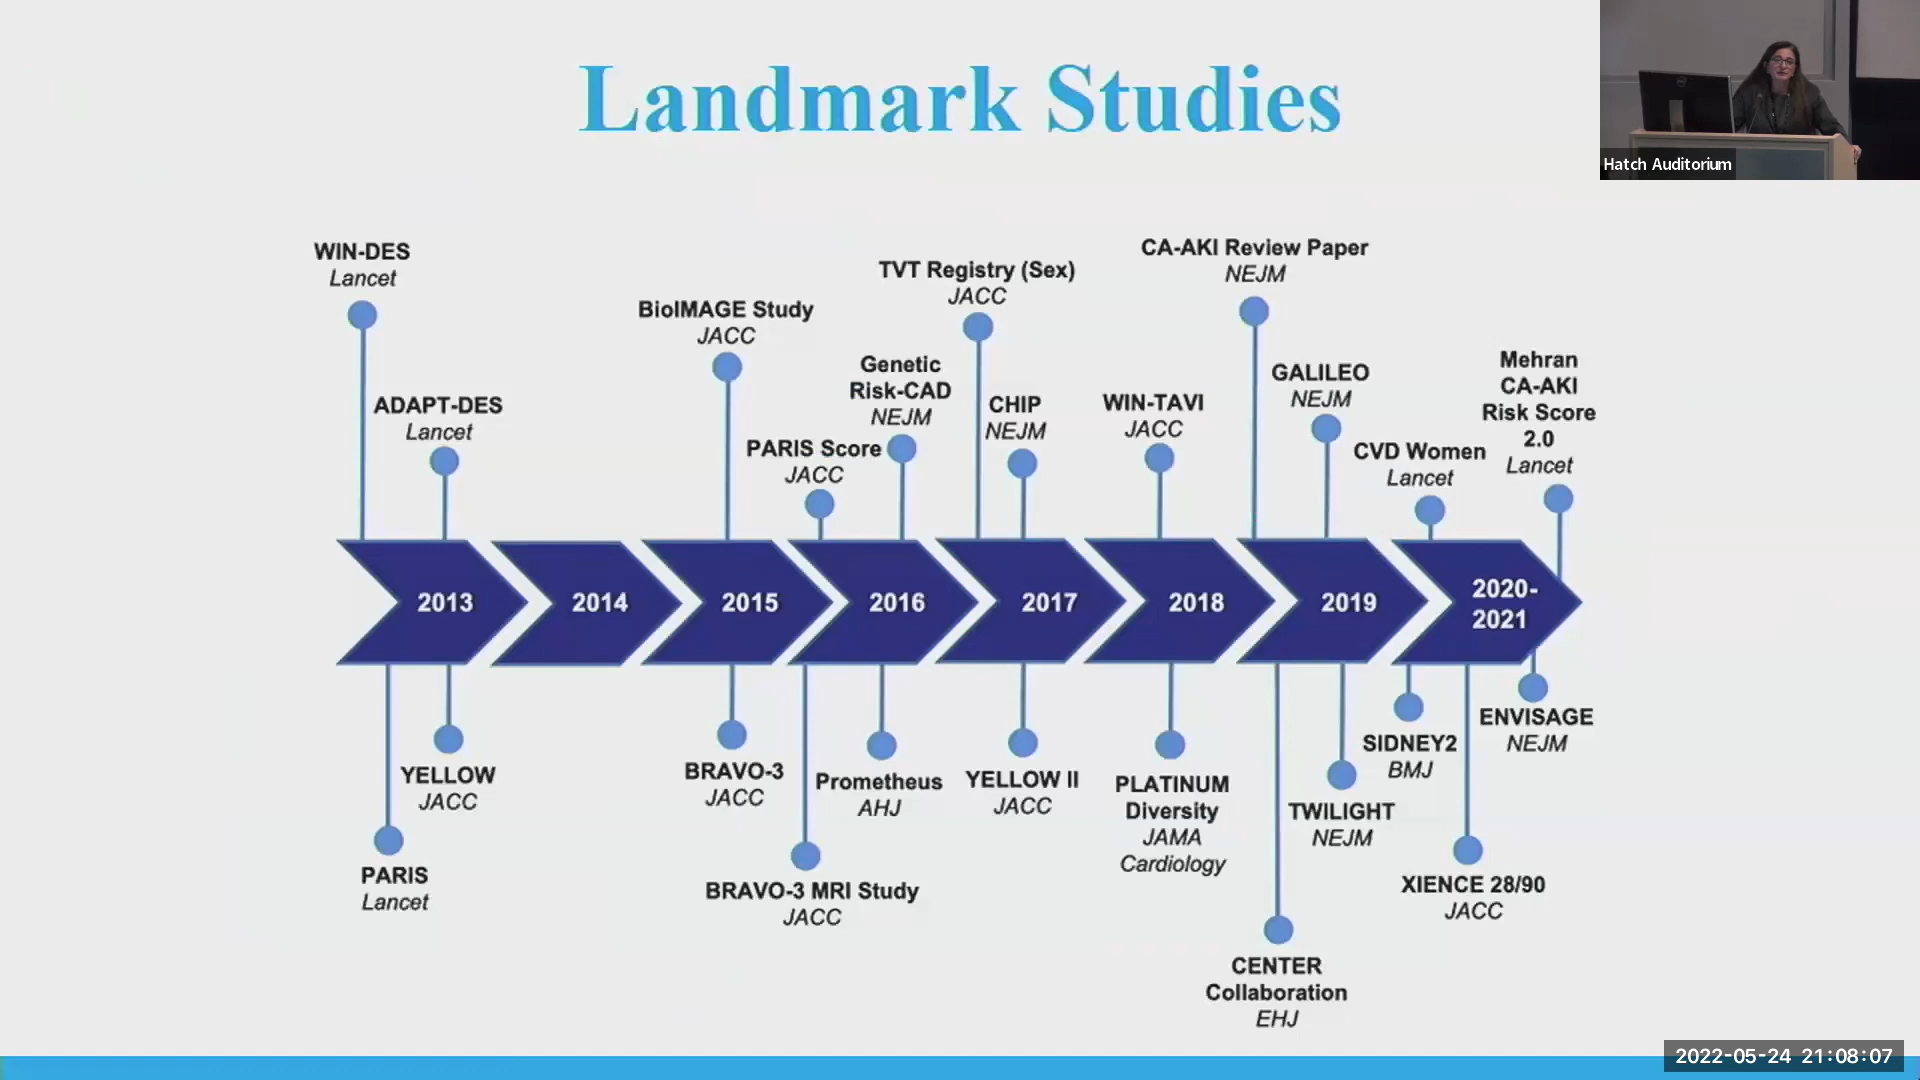 Landmark Studies
Hatch Auditorium
WIN-DES
Lancet
ADAPT-DES
Lancet
BioIMAGE Study
JACC
PARIS Score
JACC
Genetic
Risk-CAD
NEJM
TVT Registry (Sex)
JACC
CHIP
NEJM
WIN-TAVI
JACC
CA-AKI Review Paper
NEJM
GALILEO
NEJM
CVD Women
Lancet
Mehran
CA-AKI
Risk Score
2.0
Lancet
2013
2014
2015
2016
2017
2018
2019
2020-
2021
PARIS
Lancet
YELLOW
JACC
BRAVO-3
JACC
BRAVO-3 MRI Study
JACC
Prometheus
AHJ
YELLOW II
JACC
PLATINUM
Diversity
JAMA
Cardiology
CENTER
Collaboration
EHJ
TWILIGHT
NEJM
SIDNEY2
BMJ
XIENCE 28/90
JACC
ENVISAGE
NEJM
2022-05-24 21:08:07